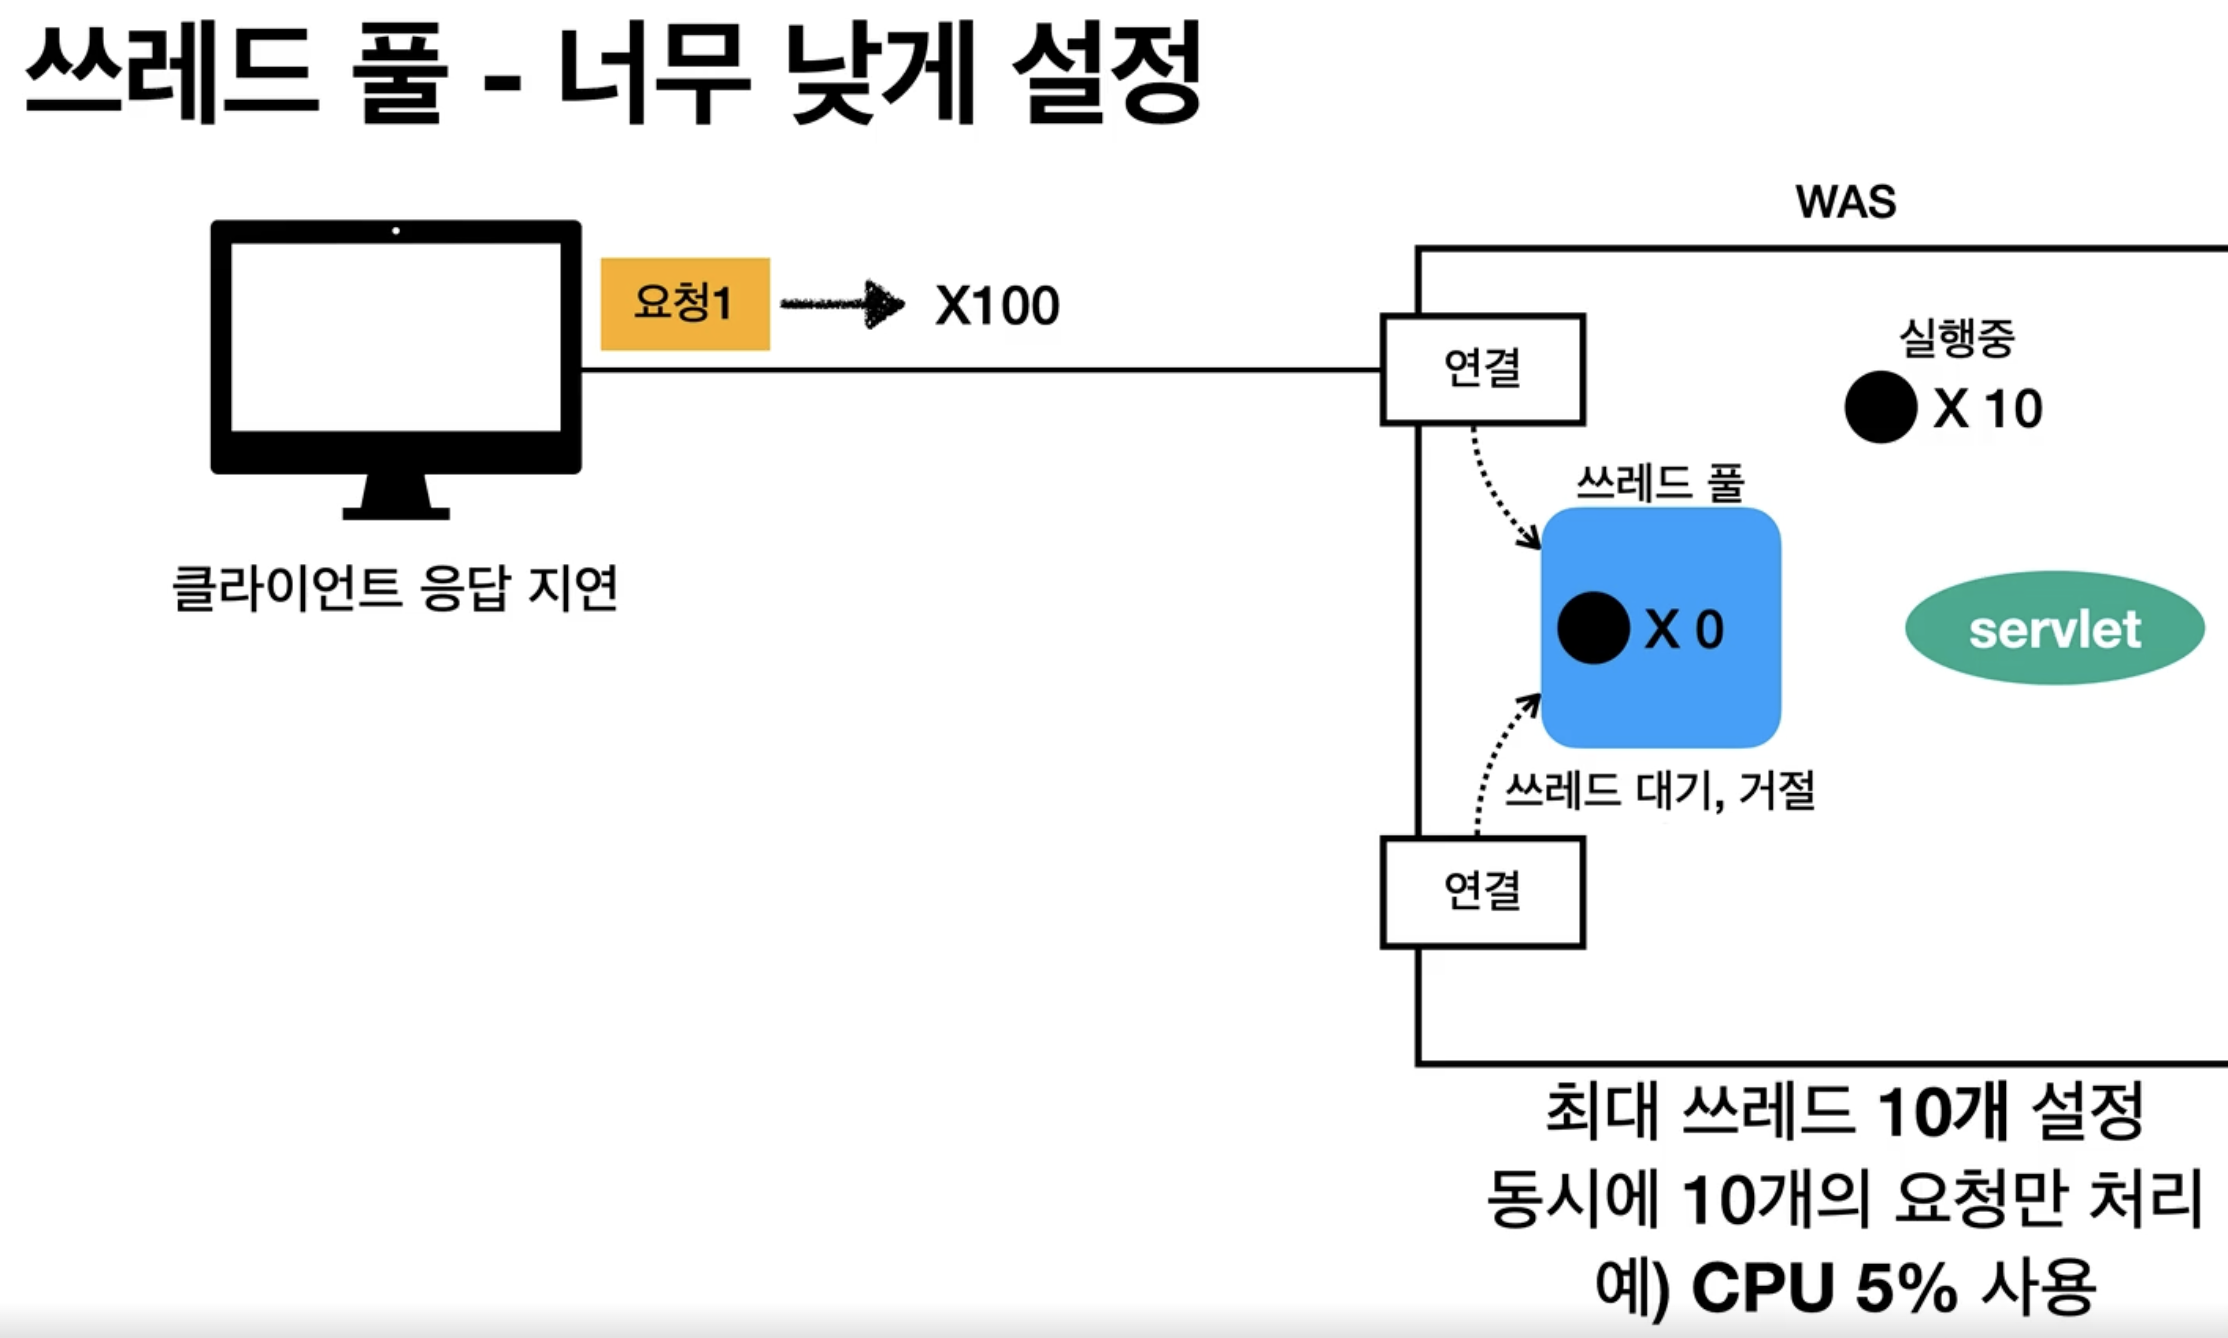 쓰레드 풀 - 너무 낮게 설정
WAS
요청1
X100
연결
실행중
X 10
쓰레드 풀
클라이언트 응답 지연
X 0
servlet
쓰레드 대기, 거절
연결
최대 쓰레드 10개 설정
동시에 10개의 요청만 처리
예) CPU 5% 사용